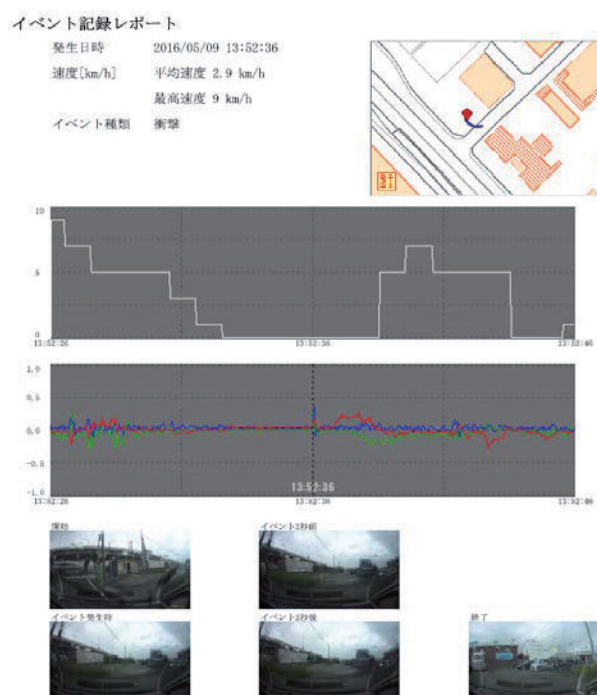 イベント記録レポート
発生日時 2016/05/09 13:52:36
速度[km/h] 平均速度 2.9 km/h
最高速度 9 km/h
イベント種類 衝撃
10
5
0
13:52:26 13:52:36 13:52:46
1.0
0.5
0.0
-0.5
-1.0
13:52:36
13:52:26 13:52:36 13:52:46
開始 イベント2秒前
イベント発生時 イベント2秒後 終了